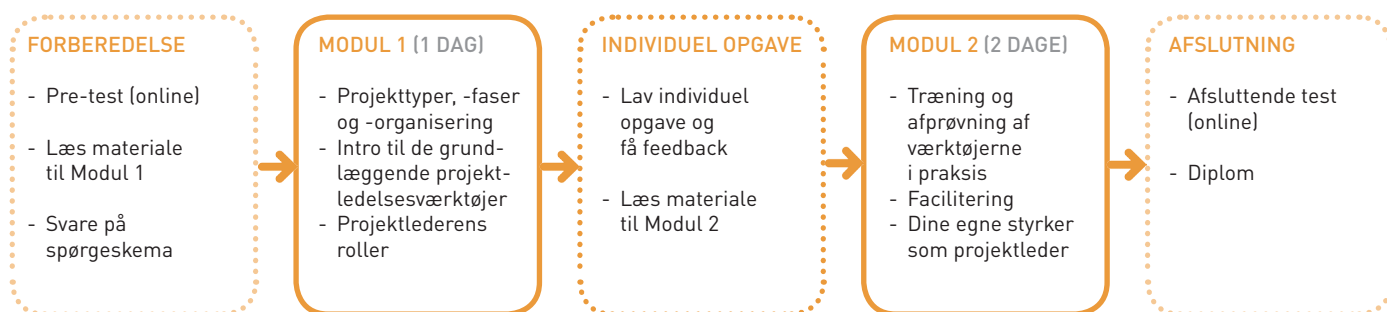 FORBEREDELSE
- Pre-test (online)
- Læs materiale
til Modul 1
- Svare på
spørgeskema
MODUL 1 (1 DAG)
- Projekttyper, -faser
og -organisering
- Intro til de grund-
læggende projekt-
ledelsesværktøjer
- Projektlederens
roller
INDIVIDUEL OPGAVE
- Lav individuel
opgave og
få feedback
- Læs materiale
til Modul 2
MODUL 2 (2 DAGE)
- Træning og
afprøvning af
værktøjerne
i praksis
- Facilitering
- Dine egne styrker
som projektleder
AFSLUTNING
- Afsluttende test
(online)
- Diplom